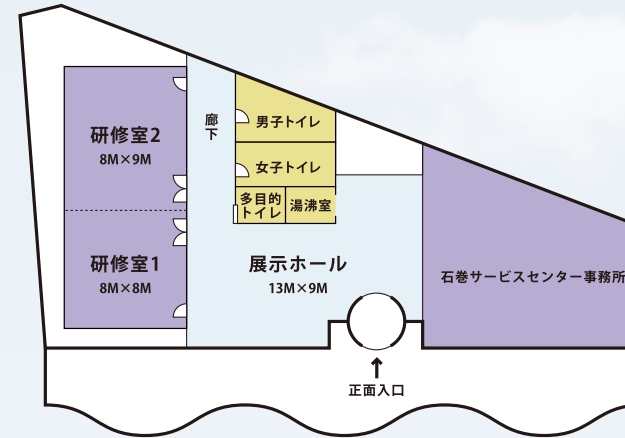 研修室2
8M×9M
廊下
男子トイレ
女子トイレ
多目的
トイレ
湯沸室
研修室1
8M×8M
展示ホール
13M×9M
石巻サービスセンター事務所
正面入口